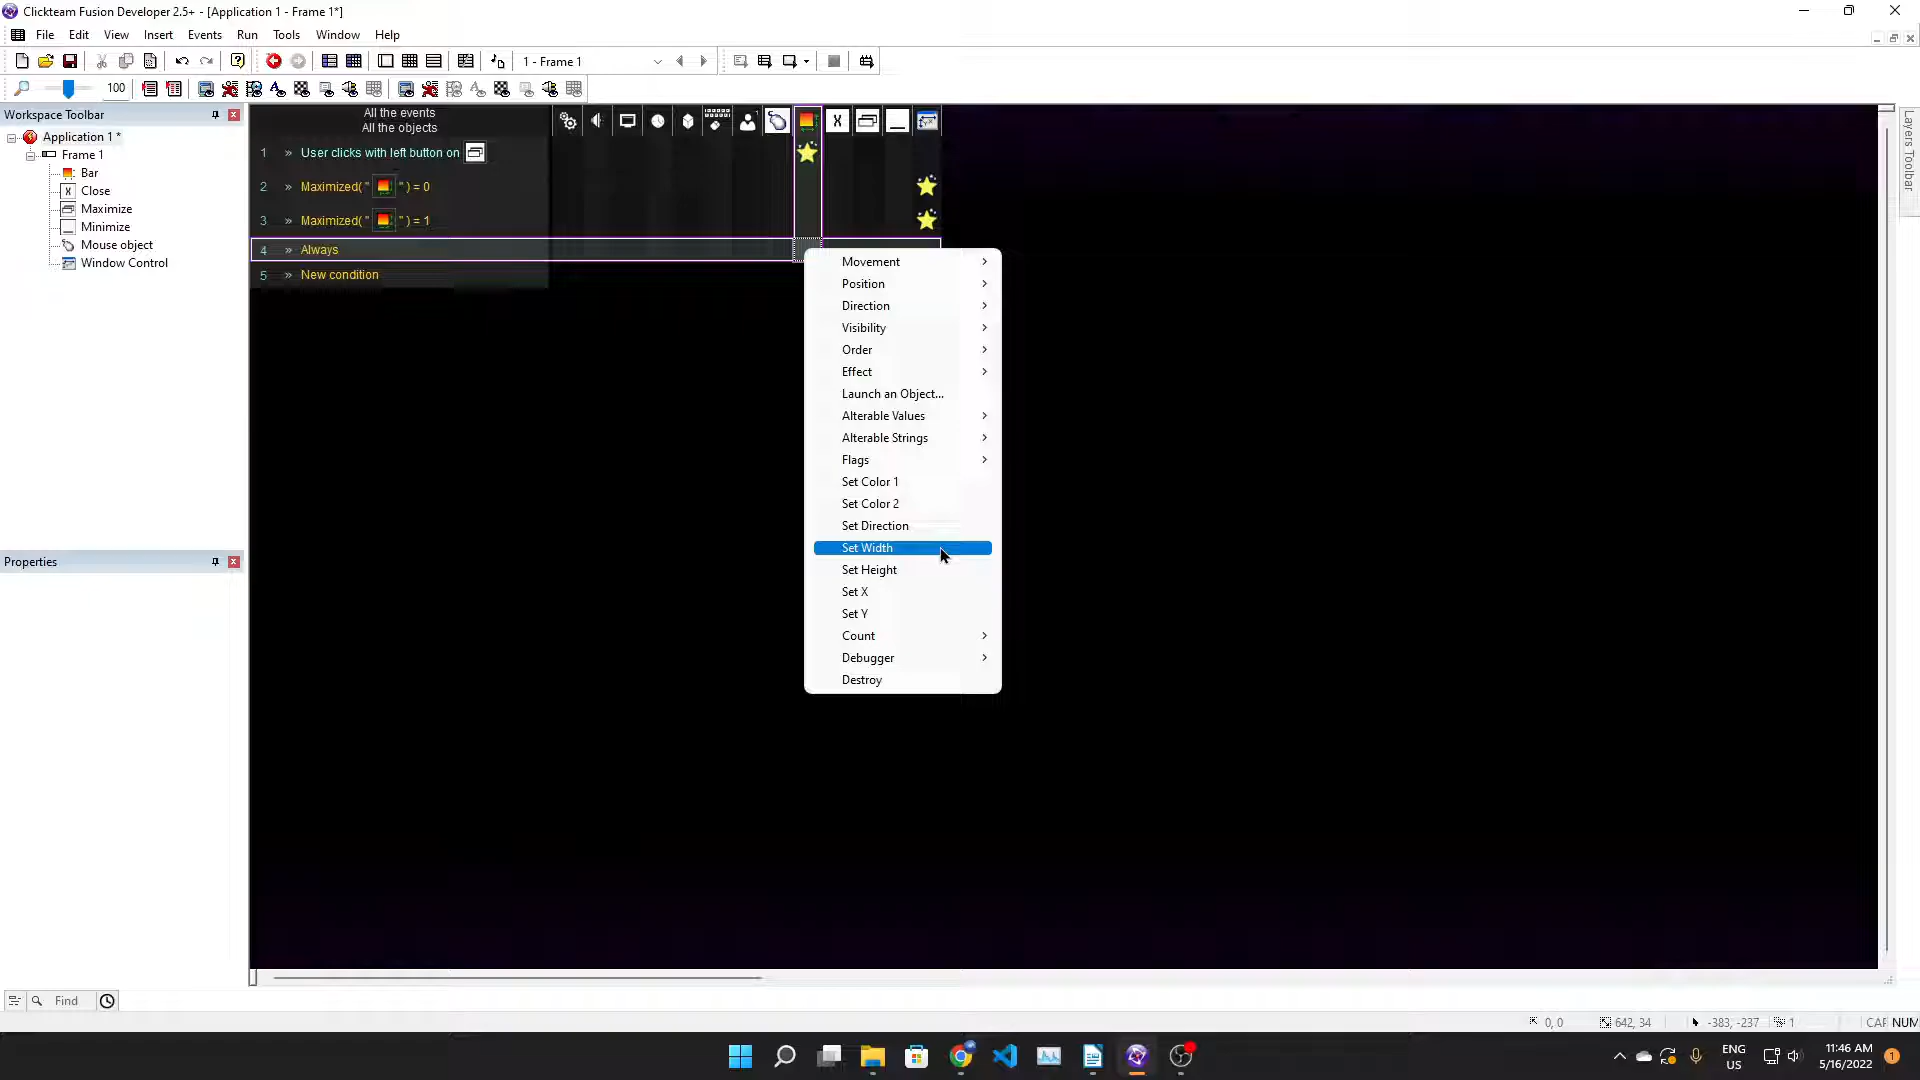 Clickteam Fusion Developer 2.5+ - [Application 1 - Frame 1*]
File Edit View Insert Events Run Tools Window Help
1 - Frame 1
100
Workspace Toolbar
Application 1 *
Frame 1
Bar
Close
Maximize
Minimize
Mouse object
Window Control
Properties
All the events
All the objects
1 » User clicks with left button on
2 » Maximized( " " ) = 0
3 » Maximized( " " ) = 1
4 » Always
5 » New condition
Movement
Position
Direction
Visibility
Order
Effect
Launch an Object...
Alterable Values
Alterable Strings
Flags
Set Color 1
Set Color 2
Set Direction
Set Width
Set Height
Set X
Set Y
Count
Debugger
Destroy
Layers Toolbar
Find
0, 0 642, 34 -383, -237 1 CAP NUM
ENG
US
11:46 AM
5/16/2022
1